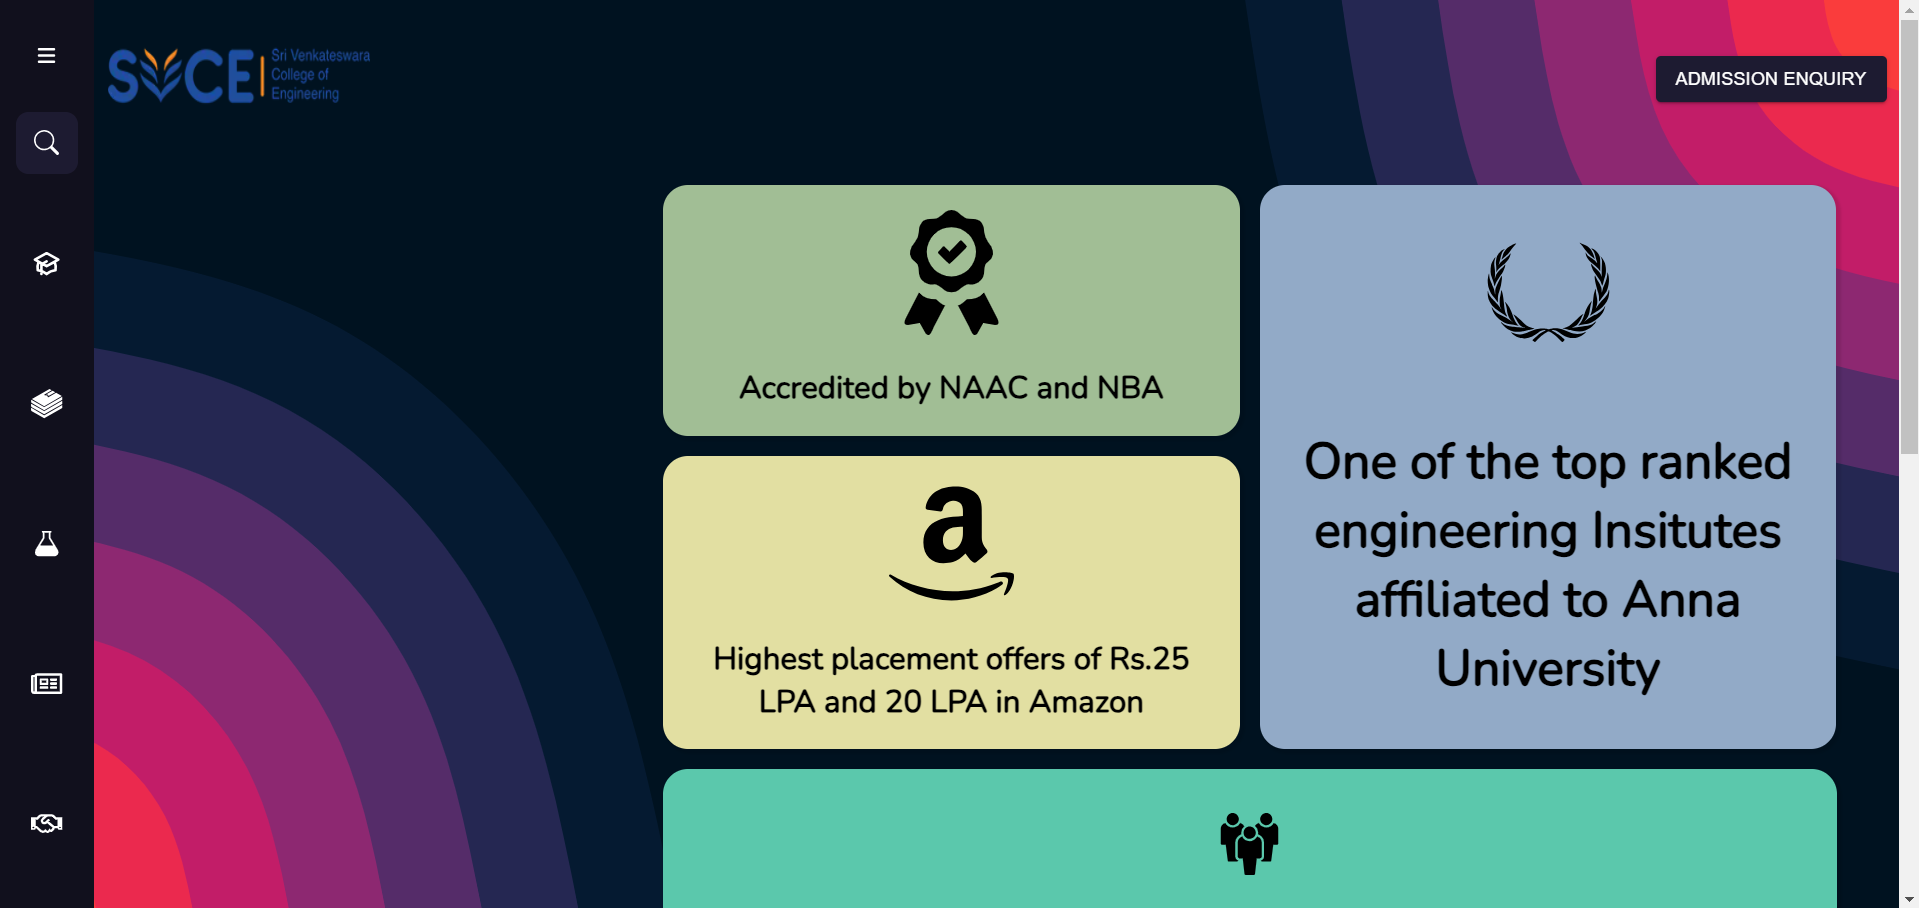 SVCE
Sri Venkateswara
College of
Engineering
ADMISSION ENQUIRY
Accredited by NAAC and NBA
One of the top ranked
engineering Insitutes
affiliated to Anna
University
a
Highest placement offers of Rs.25
LPA and 20 LPA in Amazon